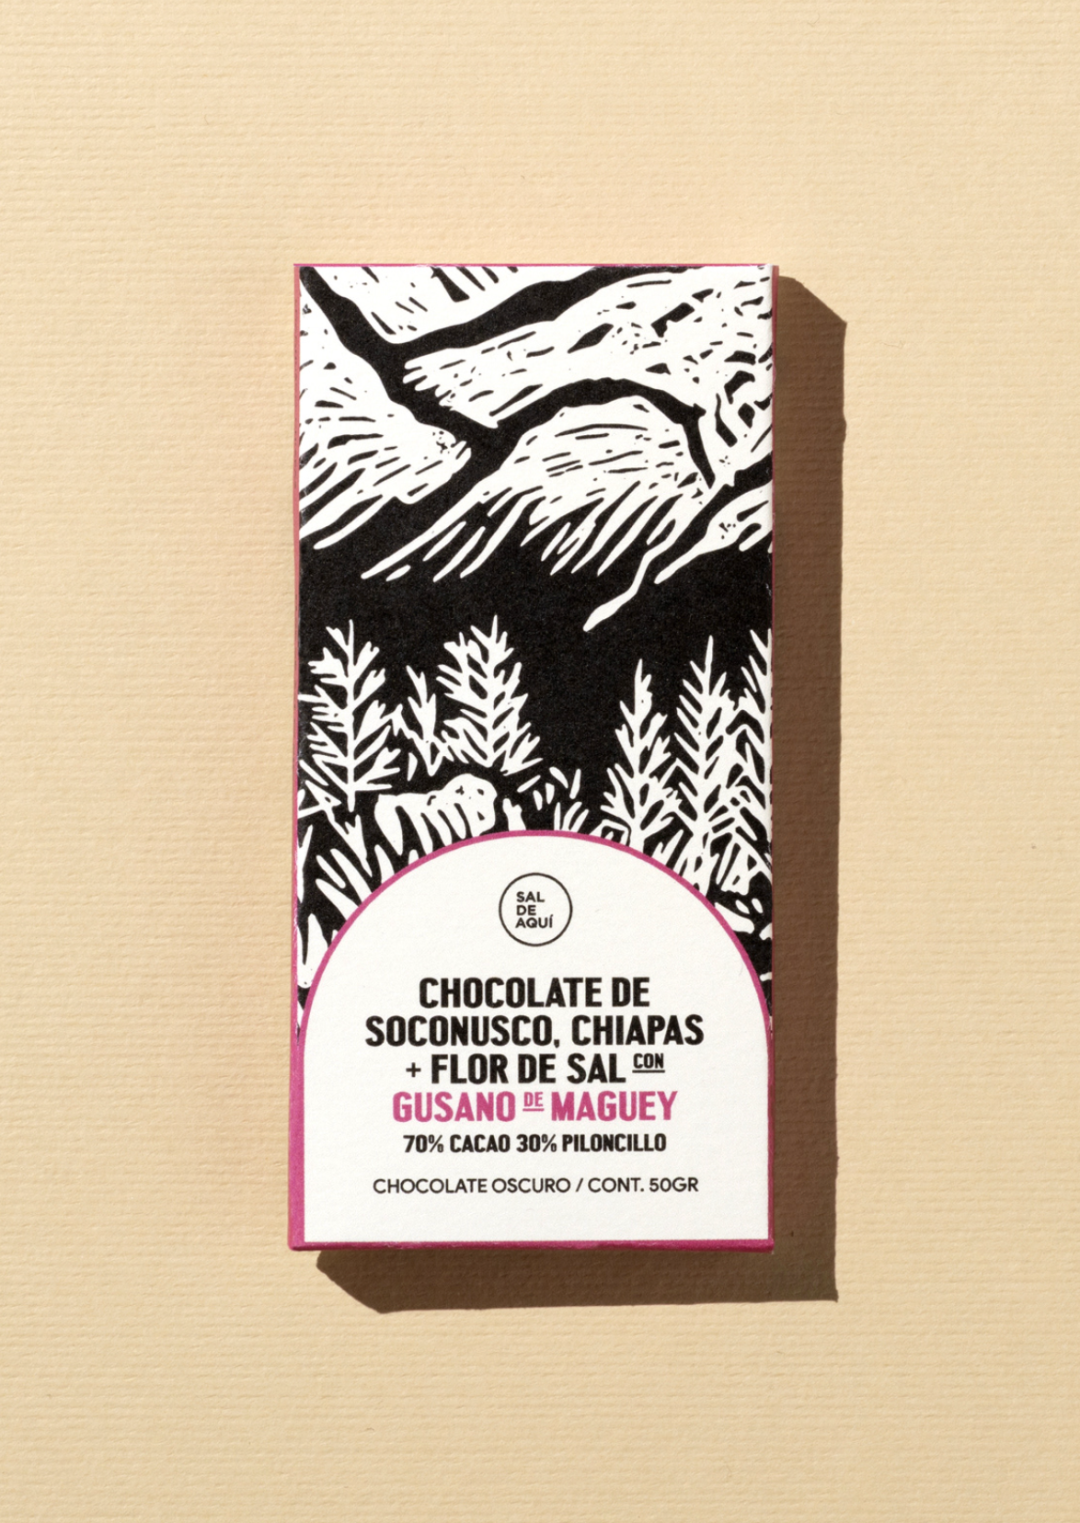 SAL
DE
AQUÍ
CHOCOLATE DE
SOCONUSCO, CHIAPAS
+ FLOR DE SAL CON
GUSANO DE MAGUEY
70% CACAO 30% PILONCILLO
CHOCOLATE OSCURO / CONT. 50GR